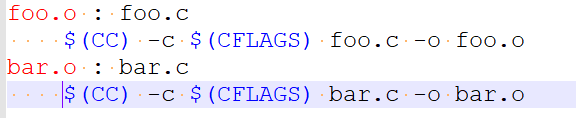 foo.o : foo.c
    $(CC) -c $(CFLAGS) foo.c -o foo.o
bar.o : bar.c
    $(CC) -c $(CFLAGS) bar.c -o bar.o